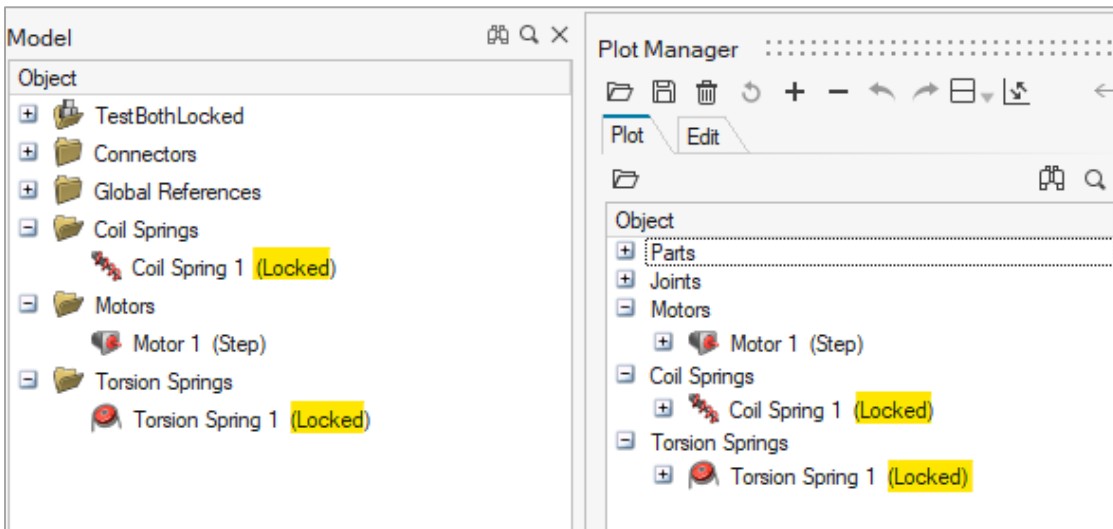 Model
Object
TestBothLocked
Connectors
Global References
Coil Springs
Coil Spring 1 (Locked)
Motors
Motor 1 (Step)
Torsion Springs
Torsion Spring 1 (Locked)
Plot Manager
Plot Edit
Object
Parts
Joints
Motors
Motor 1 (Step)
Coil Springs
Coil Spring 1 (Locked)
Torsion Springs
Torsion Spring 1 (Locked)